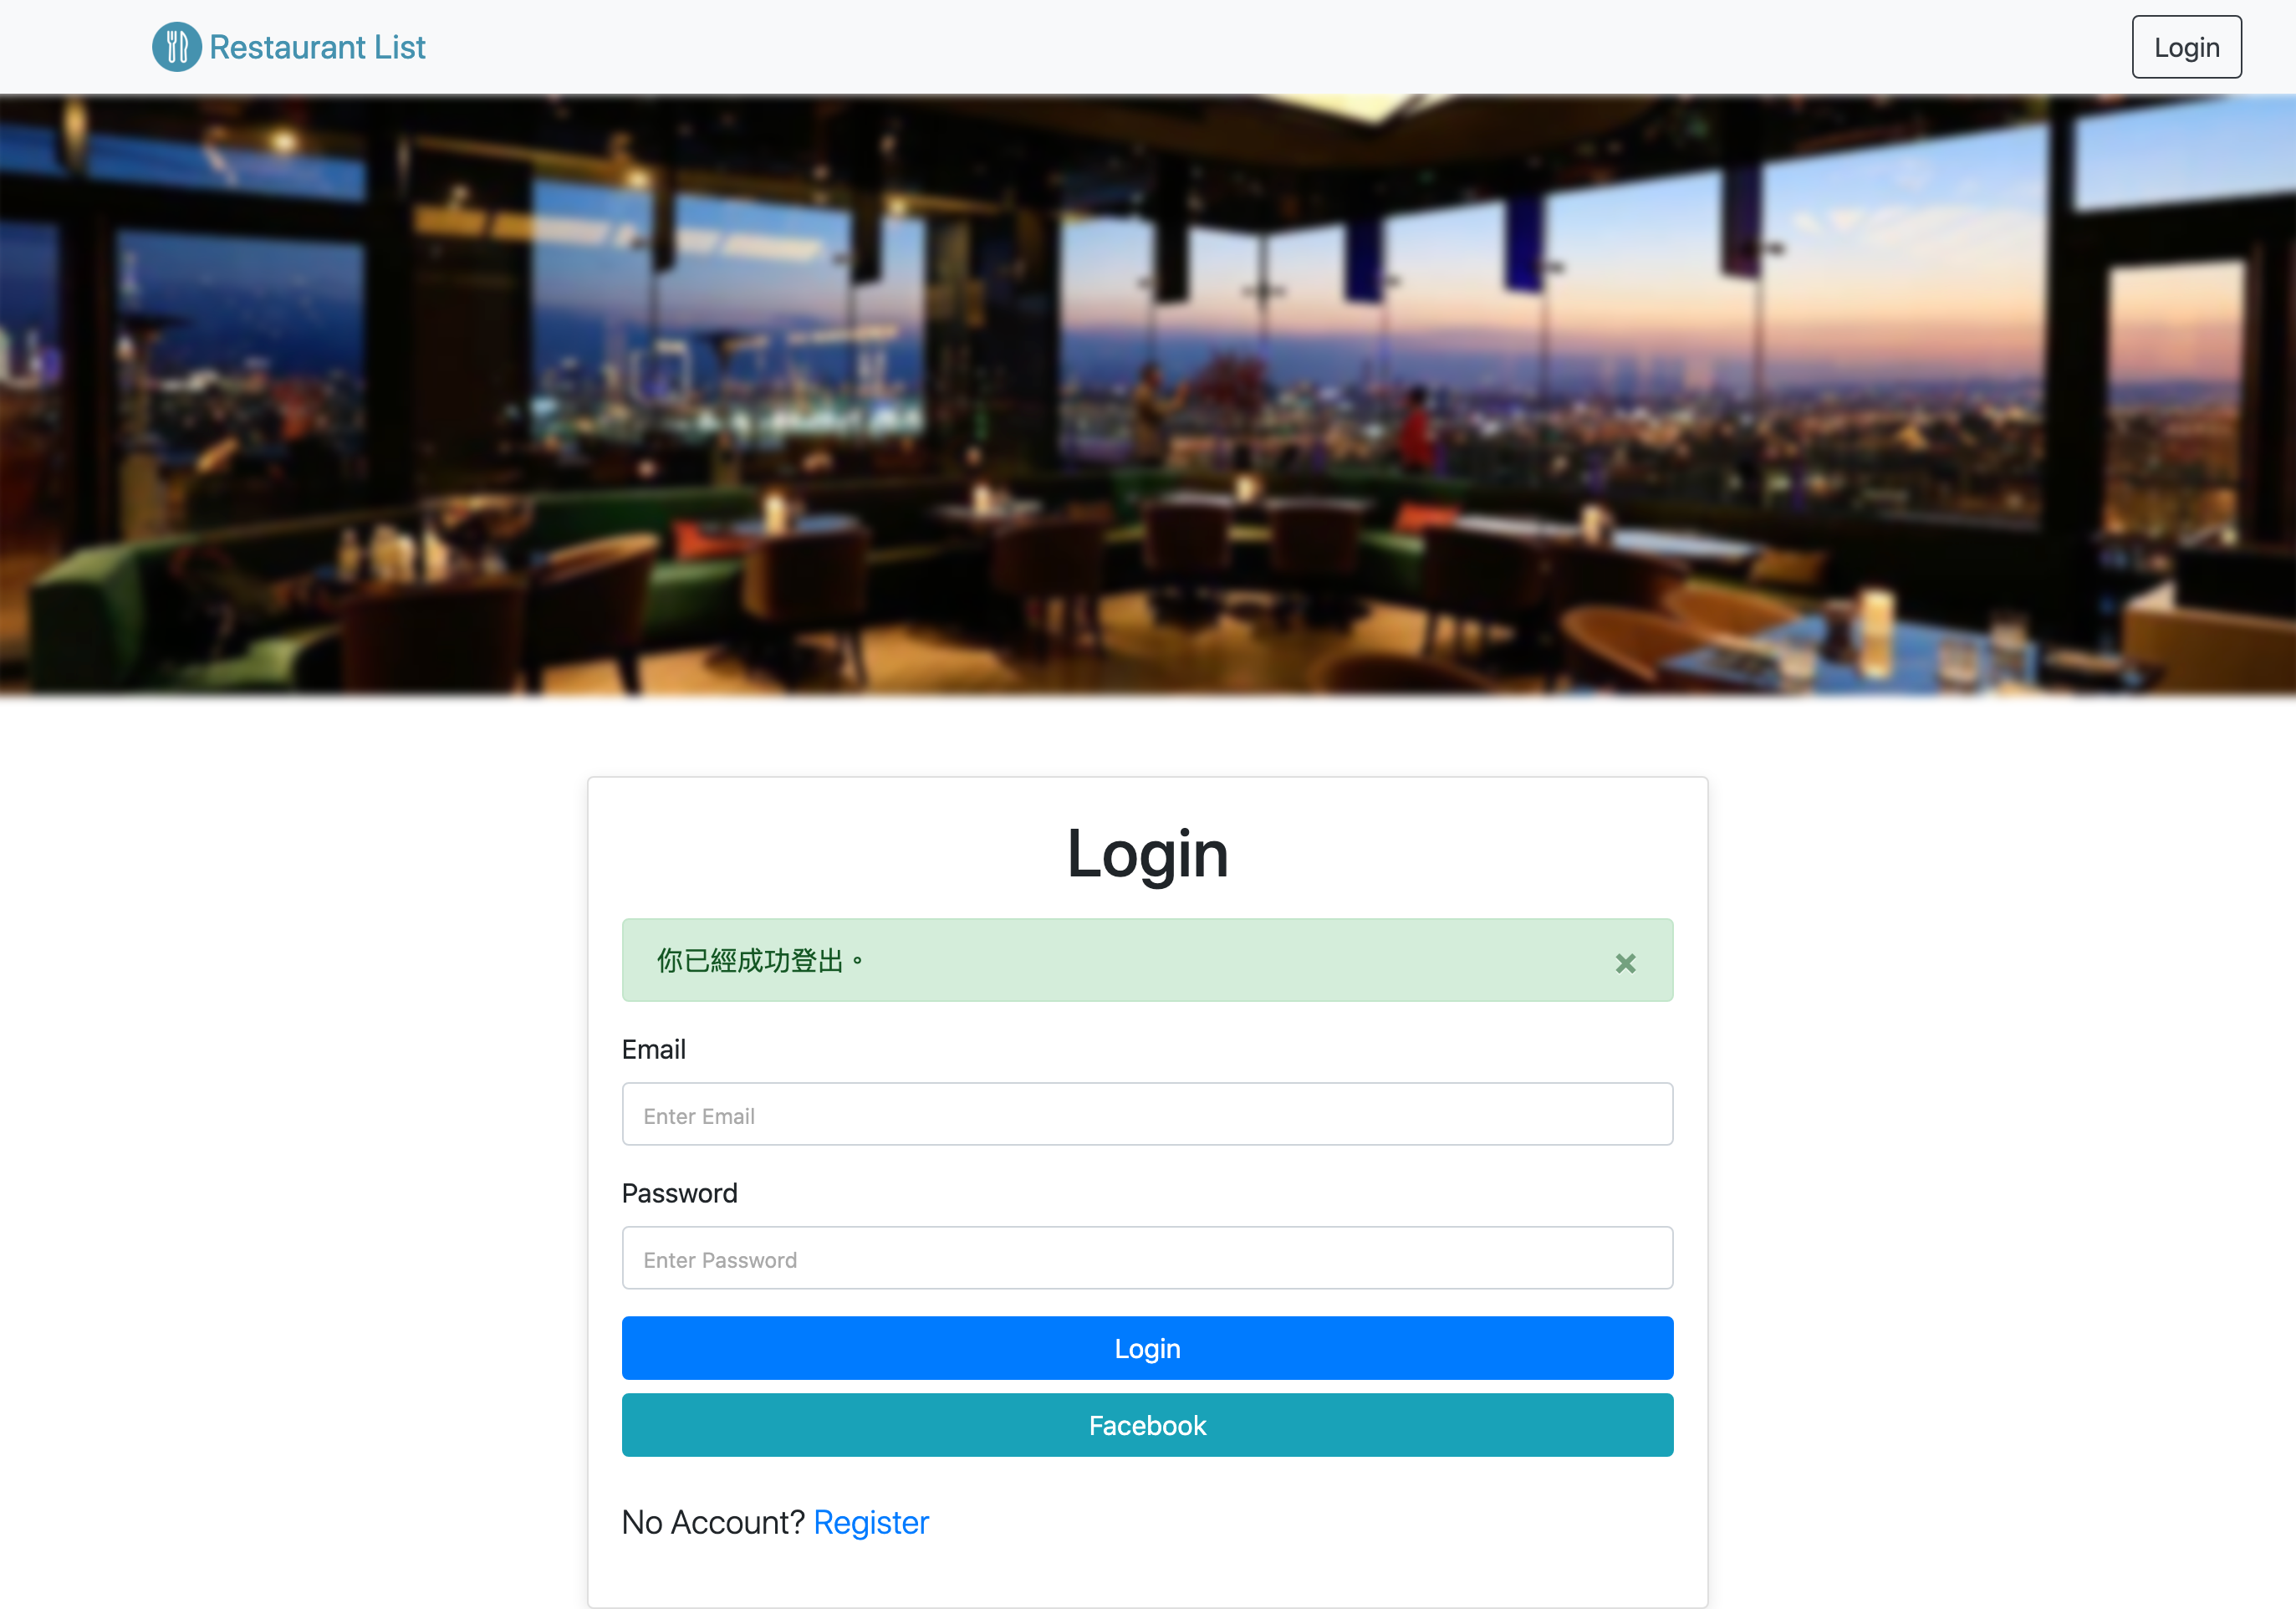 Restaurant List
Login
Login
你已經成功登出。
×
Email
Enter Email
Password
Enter Password
Login
Facebook
No Account? Register